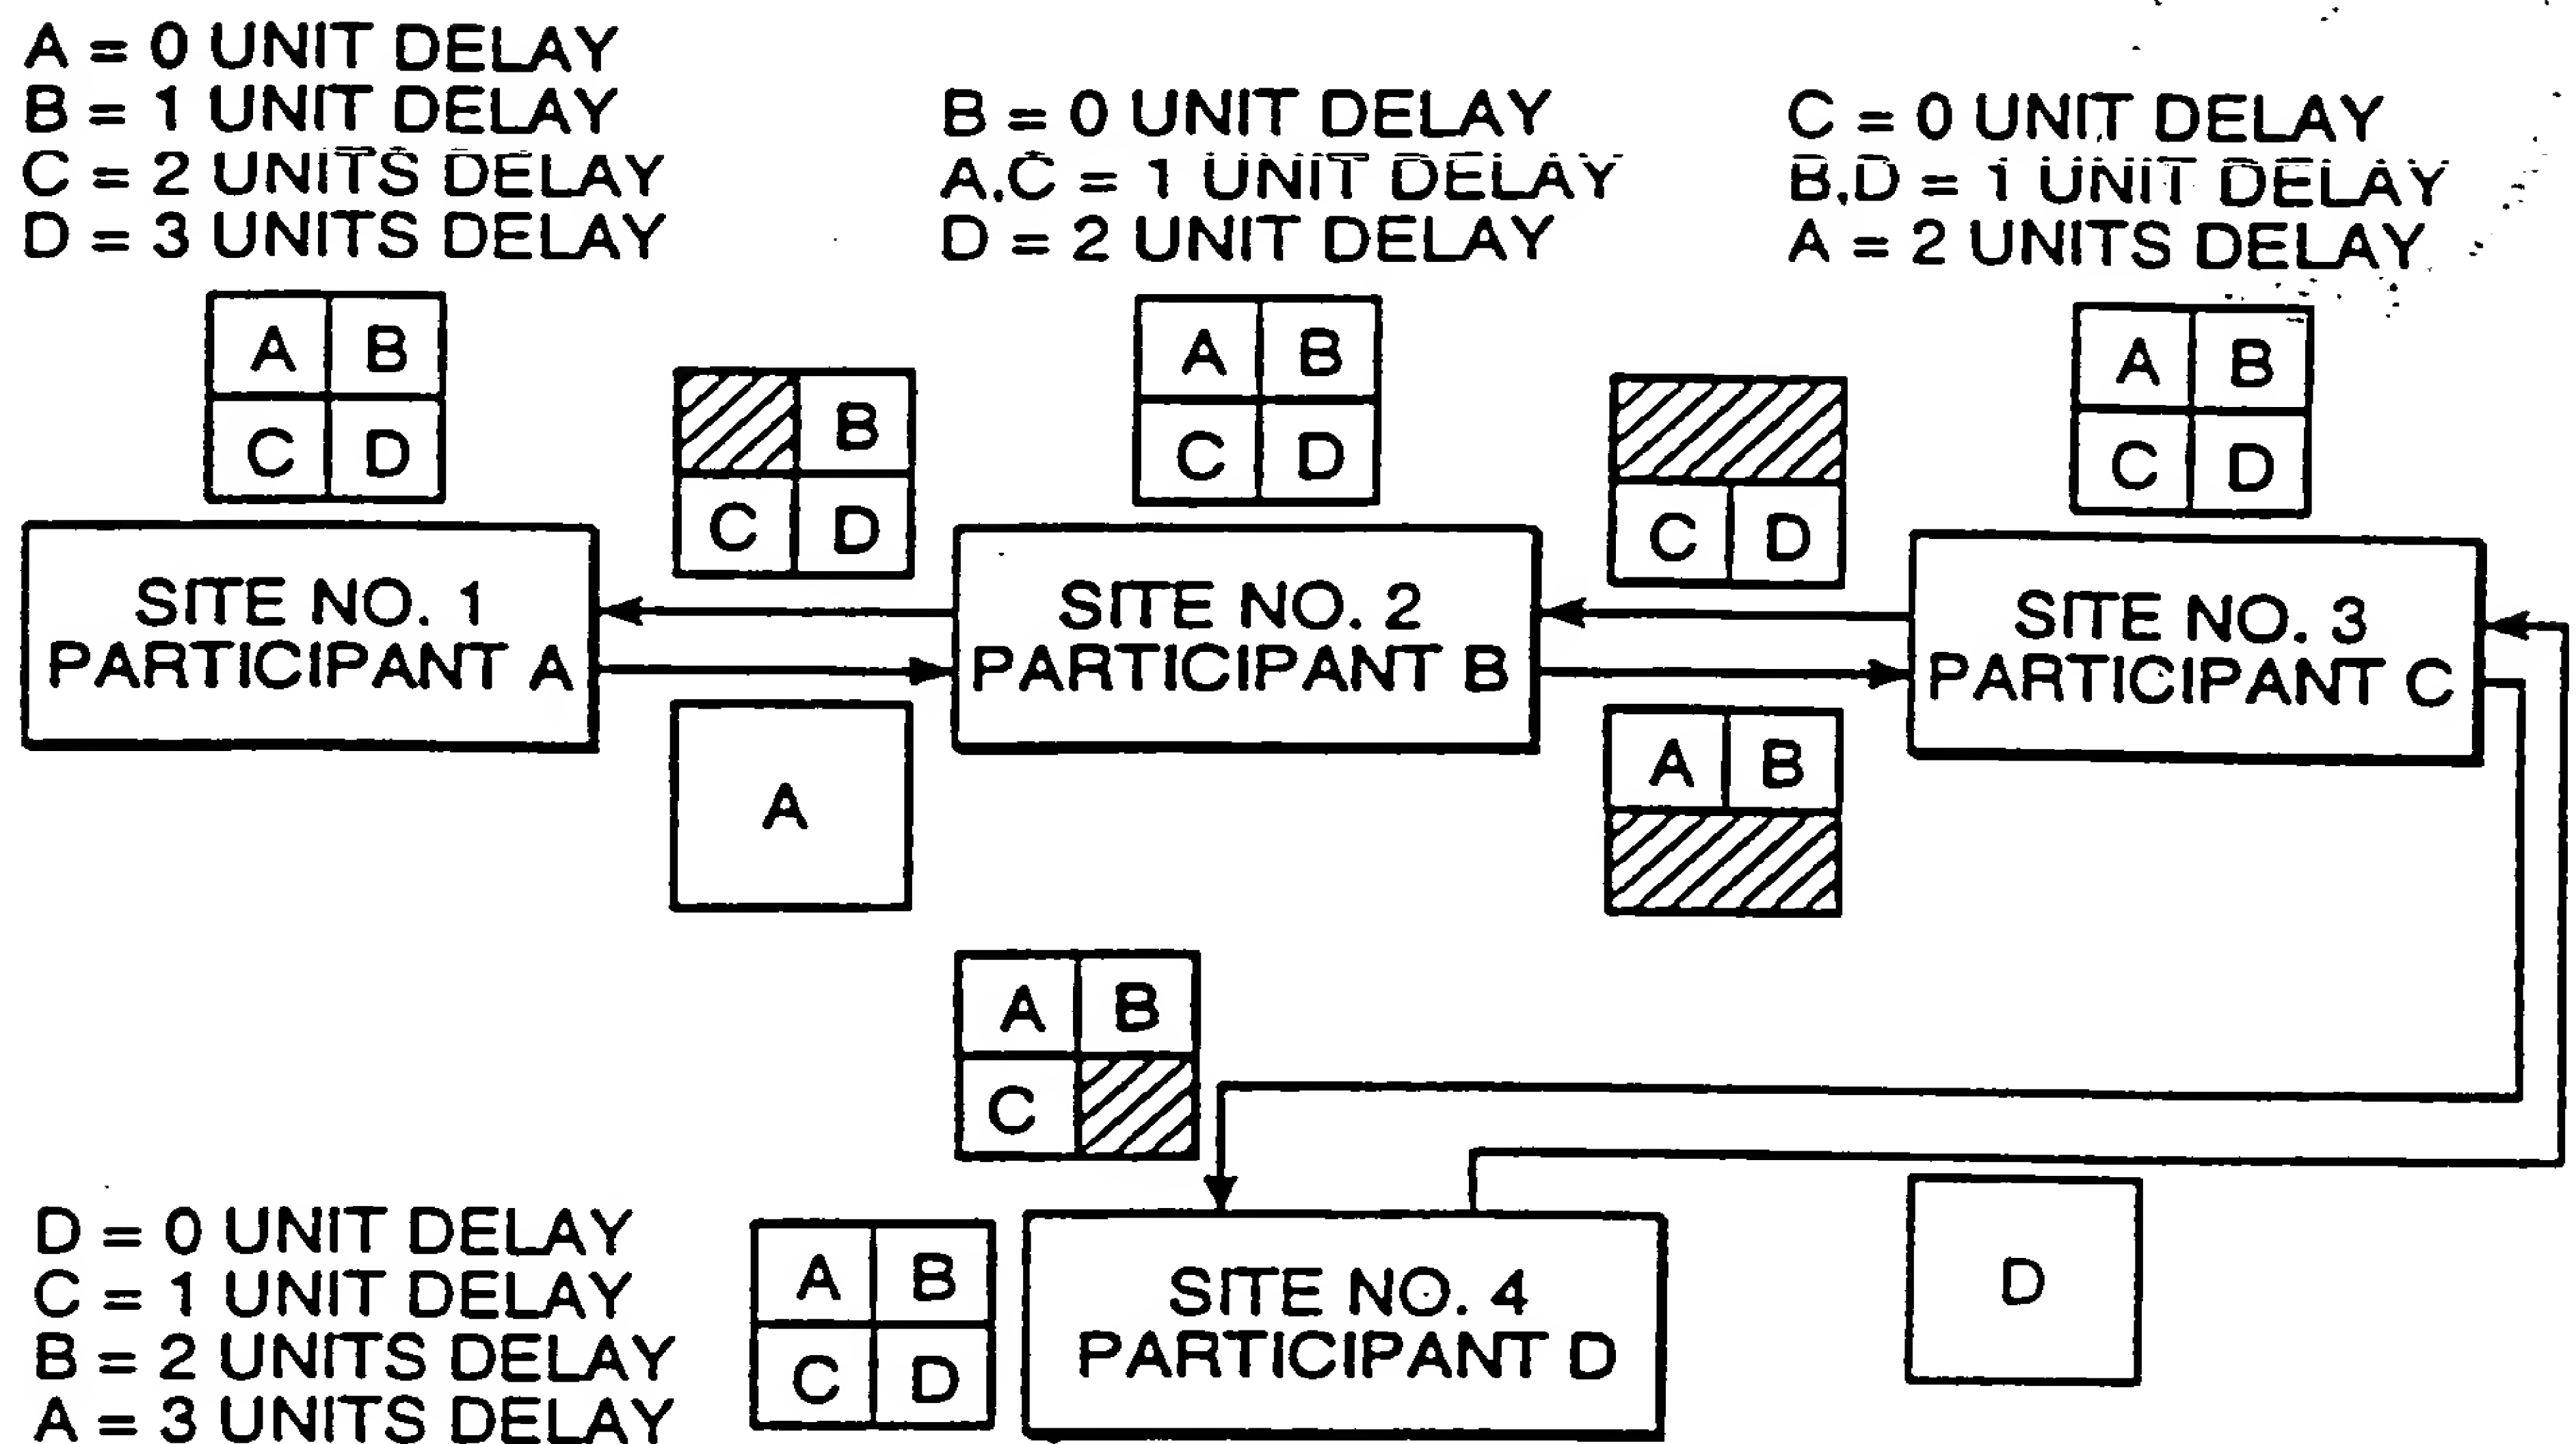 A = 0 UNIT DELAY
B = 1 UNIT DELAY
C = 2 UNITS DELAY
D = 3 UNITS DELAY
B = 0 UNIT DELAY
A,C = 1 UNIT DELAY
D = 2 UNIT DELAY
C = 0 UNIT DELAY
B,D = 1 UNIT DELAY
A = 2 UNITS DELAY
A B
C D
B
C D
A B
C D
C D
A B
C D
SITE NO. 1
PARTICIPANT A
SITE NO. 2
PARTICIPANT B
SITE NO. 3
PARTICIPANT C
A
A B
A B
C
D = 0 UNIT DELAY
C = 1 UNIT DELAY
B = 2 UNITS DELAY
A = 3 UNITS DELAY
A B
C D
SITE NO. 4
PARTICIPANT D
D